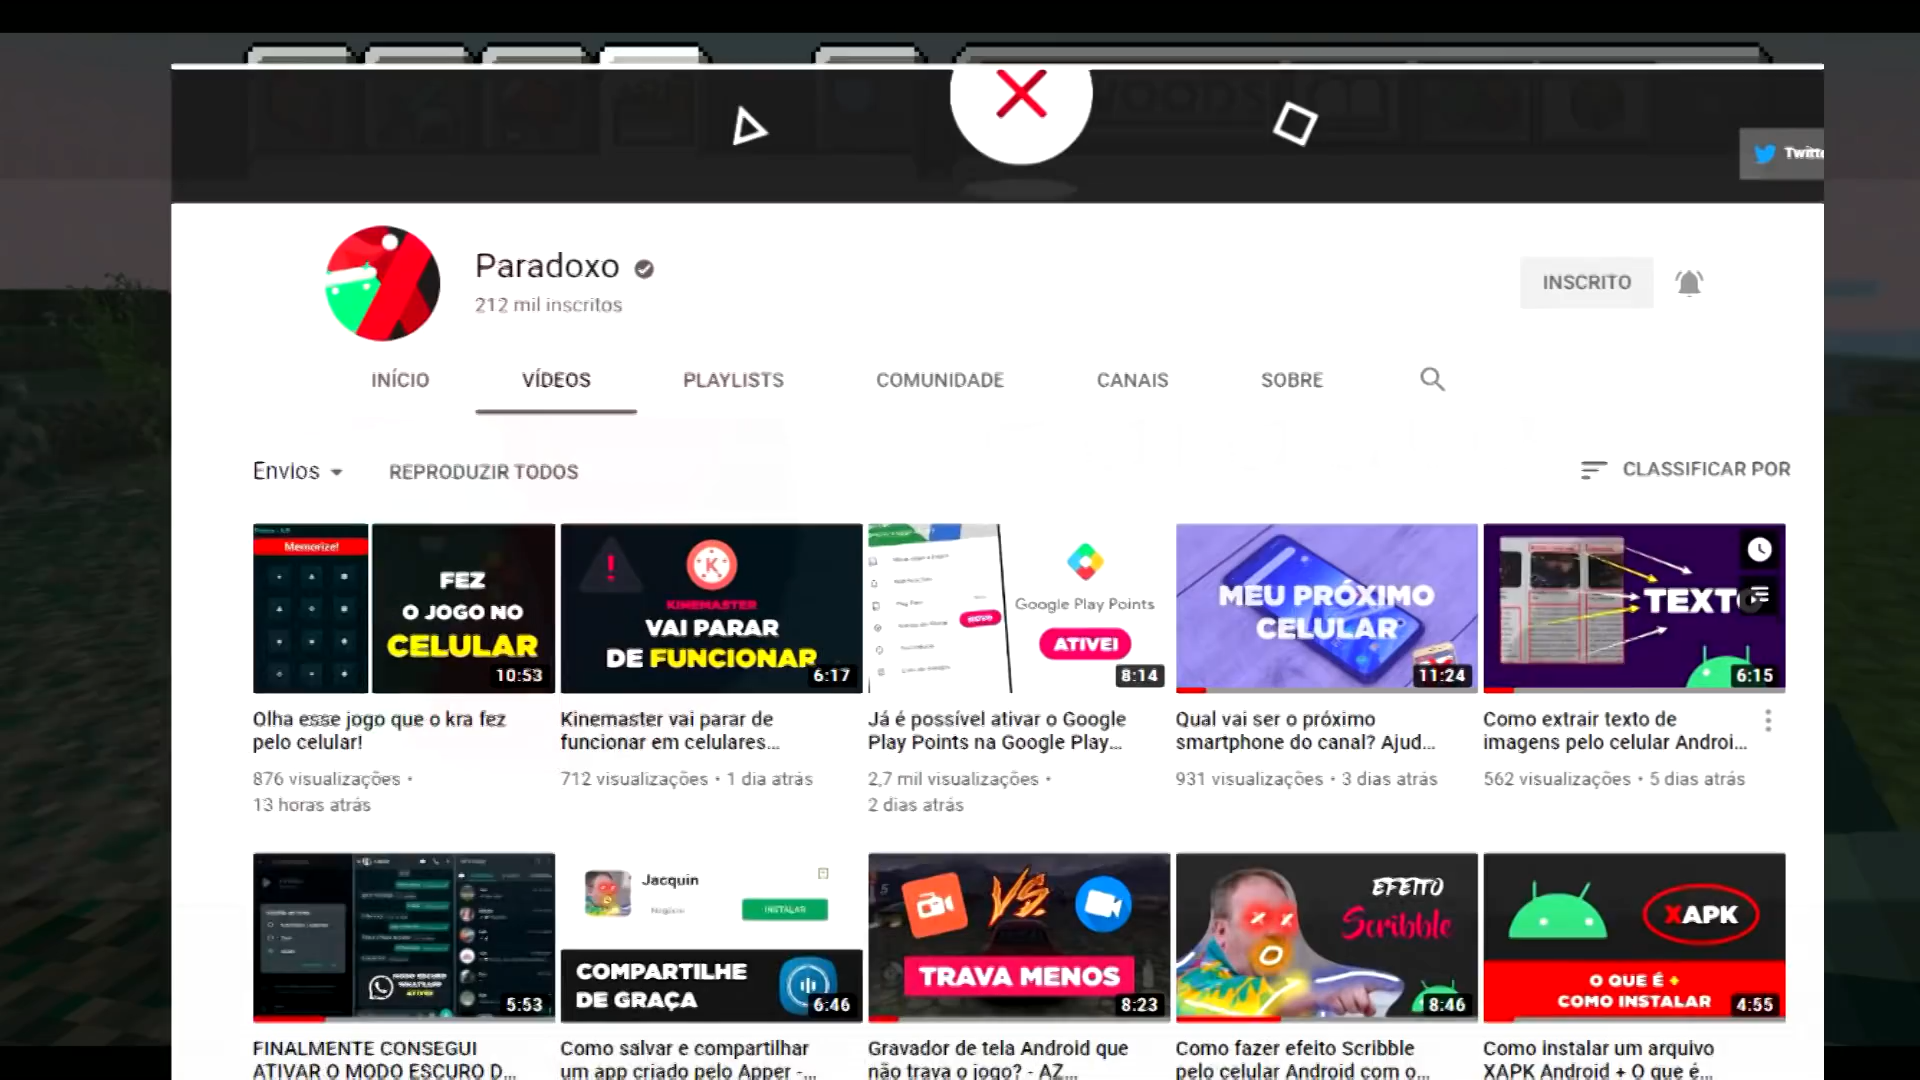 Twitte
Paradoxo
212 mil inscritos
INSCRITO
INÍCIO
VÍDEOS
PLAYLISTS
COMUNIDADE
CANAIS
SOBRE
Envios
REPRODUZIR TODOS
CLASSIFICAR POR
Memorize!
FEZ
O JOGO NO
CELULAR
10:53
KINEMASTER
VAI PARAR
DE FUNCIONAR
6:17
Google Play Points
ATIVEI
8:14
MEU PRÓXIMO
CELULAR
11:24
TEXTO
6:15
Olha esse jogo que o kra fez
pelo celular!
876 visualizações •
13 horas atrás
Kinemaster vai parar de
funcionar em celulares...
712 visualizações • 1 dia atrás
Já é possível ativar o Google
Play Points na Google Play...
2,7 mil visualizações •
2 dias atrás
Qual vai ser o próximo
smartphone do canal? Ajud...
931 visualizações • 3 dias atrás
Como extrair texto de
imagens pelo celular Androi...
562 visualizações • 5 dias atrás
5:53
Jacquin
INSTALAR
COMPARTILHE
DE GRAÇA
6:46
VS
TRAVA MENOS
8:23
EFEITO
Scribble
8:46
XAPK
O QUE É +
COMO INSTALAR
4:55
FINALMENTE CONSEGUI
ATIVAR O MODO ESCURO D...
Como salvar e compartilhar
um app criado pelo Apper -...
Gravador de tela Android que
não trava o jogo? - AZ...
Como fazer efeito Scribble
pelo celular Android com o...
Como instalar um arquivo
XAPK Android + O que é...